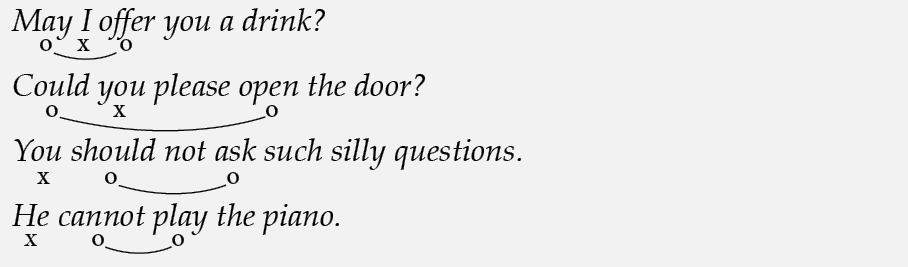 May I offer you a drink?
o x o
Could you please open the door?
o x o
You should not ask such silly questions.
x o o
He cannot play the piano.
x o o